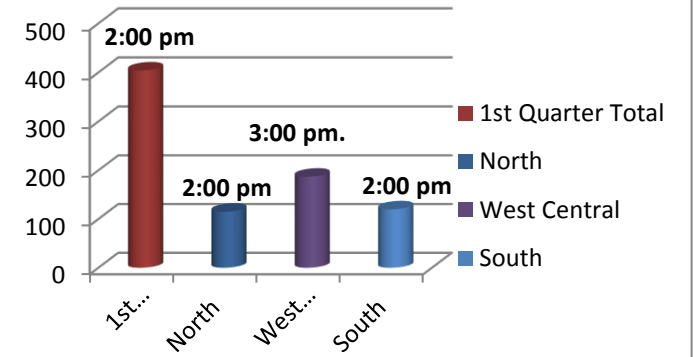 500
400
300
200
100
0
2:00 pm
2:00 pm
3:00 pm.
2:00 pm
1st...
North
West...
South
1st Quarter Total
North
West Central
South